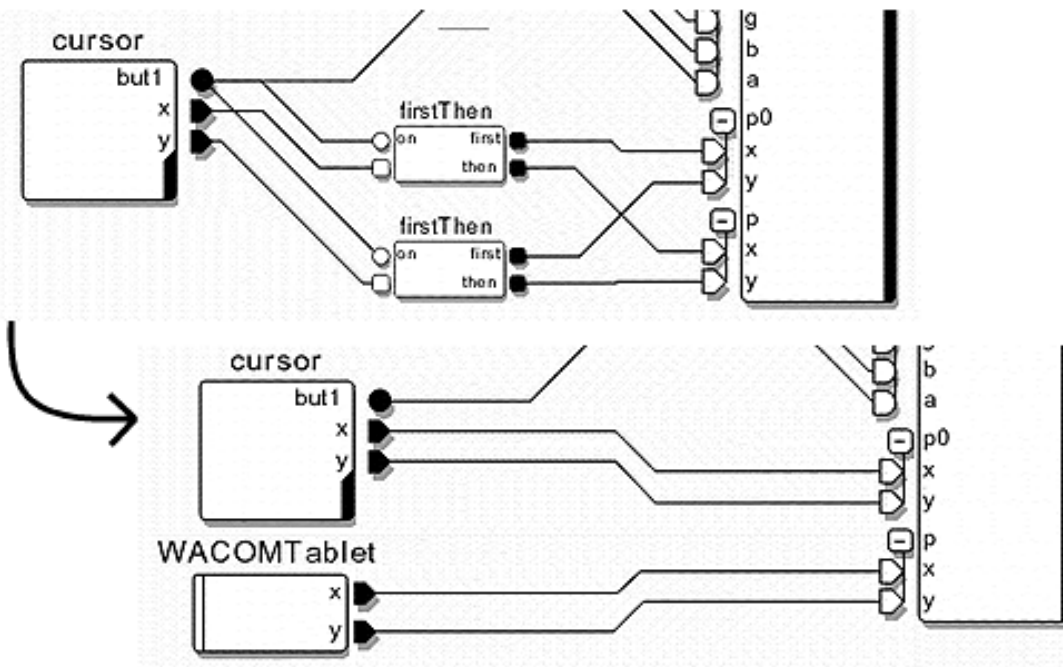 g
cursor
b
but1
a
x
firstThen
p0
y
on
first
x
then
y
firstThen
p
on
first
x
then
y
cursor
b
but1
a
x
p0
y
x
y
WACOMTablet
p
x
x
y
y